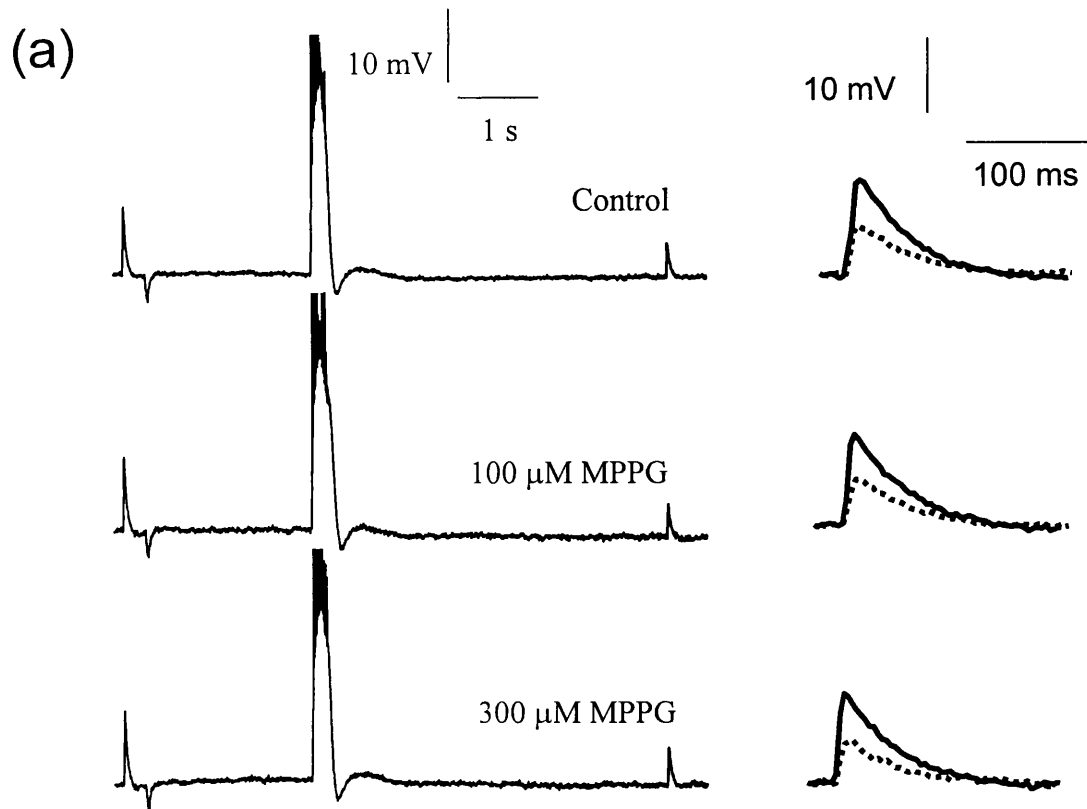 (a)
10 mV
1 s
10 mV
100 ms
Control
100 μM MPPG
300 μM MPPG